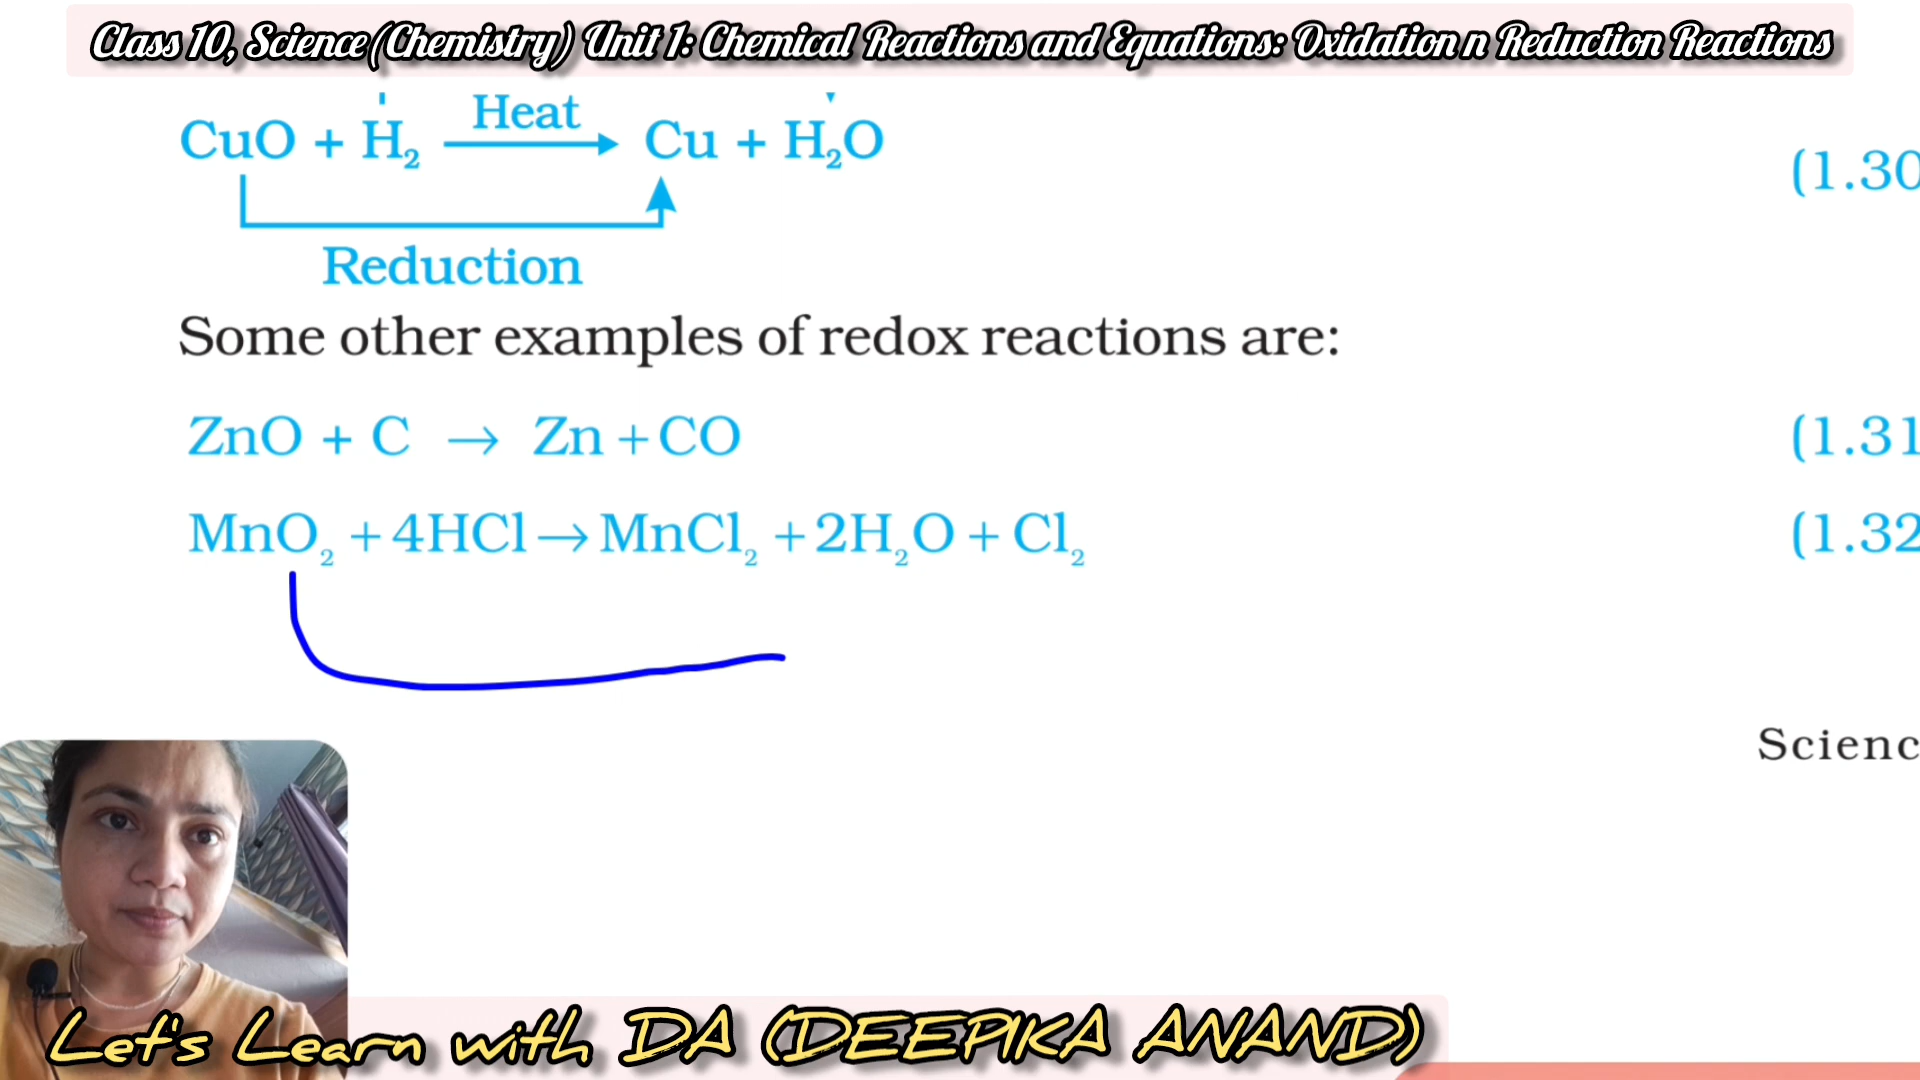 Class 10, Science(Chemistry) Unit 1: Chemical Reactions and Equations: Oxidation n Reduction Reactions
Heat
CuO + H₂ → Cu + H₂O (1.30
Reduction
Some other examples of redox reactions are:
ZnO + C → Zn + CO (1.31
MnO₂ + 4HCl → MnCl₂ + 2H₂O + Cl₂ (1.32
Scienc
Let's Learn with DA (DEEPIKA ANAND)